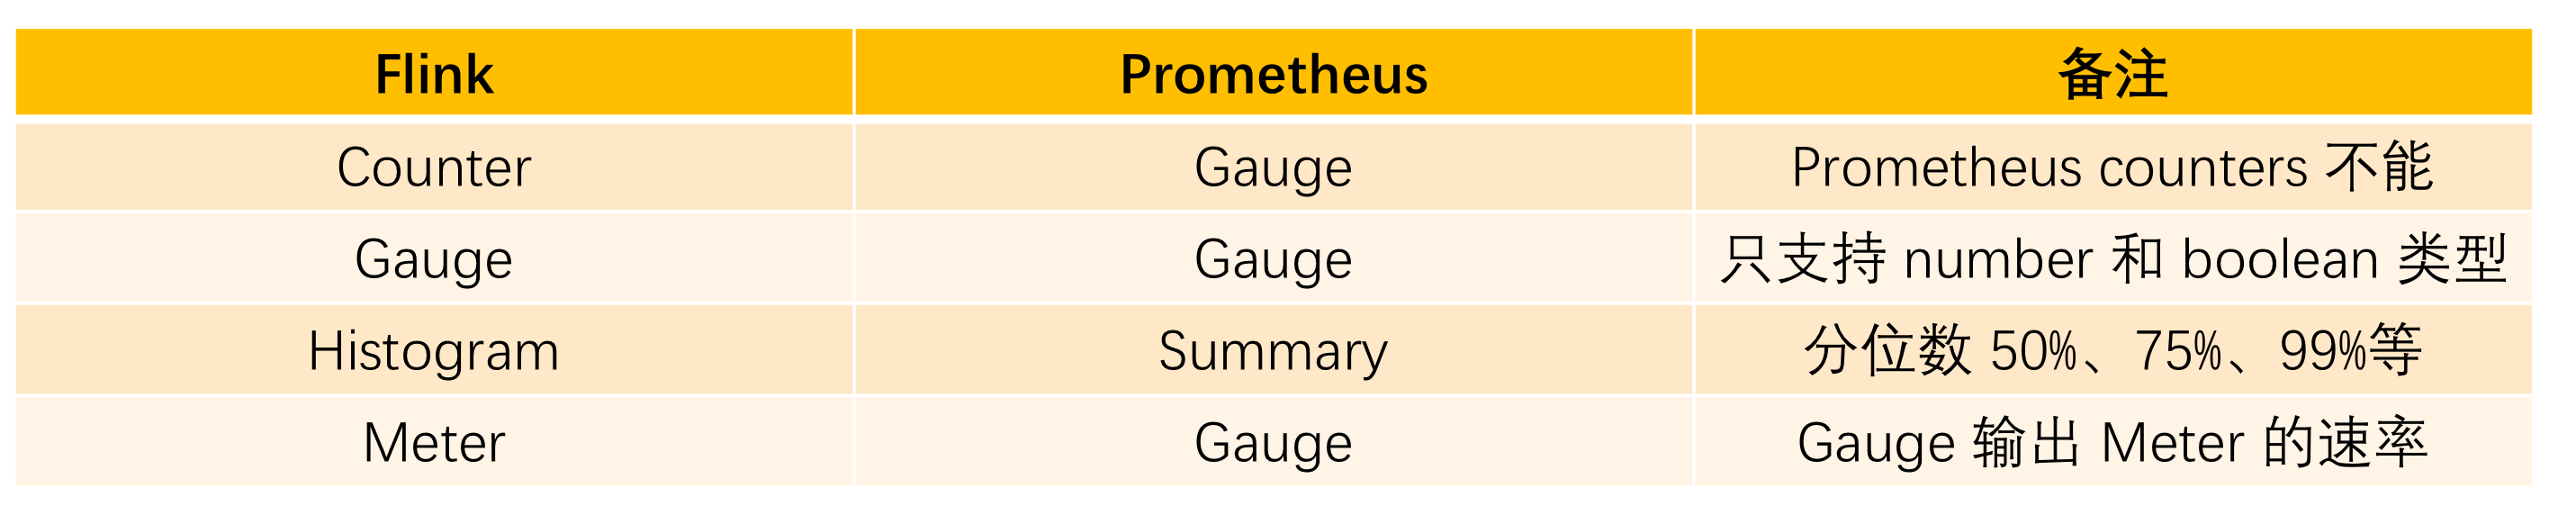 Flink Prometheus 备注
Counter Gauge Prometheus counters 不能
Gauge Gauge 只支持 number 和 boolean 类型
Histogram Summary 分位数 50%、75%、99%等
Meter Gauge Gauge 输出 Meter 的速率